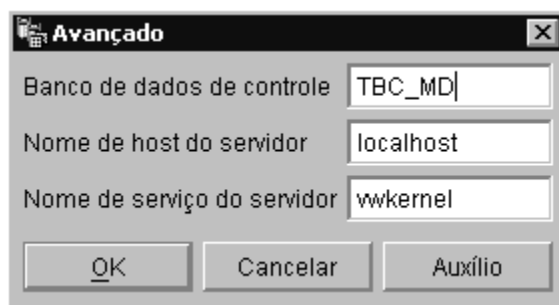 Avançado
Banco de dados de controle TBC_MD
Nome de host do servidor localhost
Nome de serviço do servidor vwkernel
OK Cancelar Auxílio